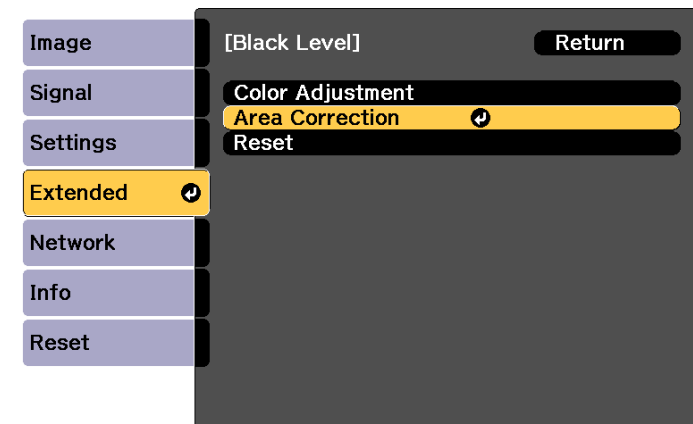 Image
Signal
Settings
Extended
Network
Info
Reset
[Black Level]
Return
Color Adjustment
Area Correction
Reset